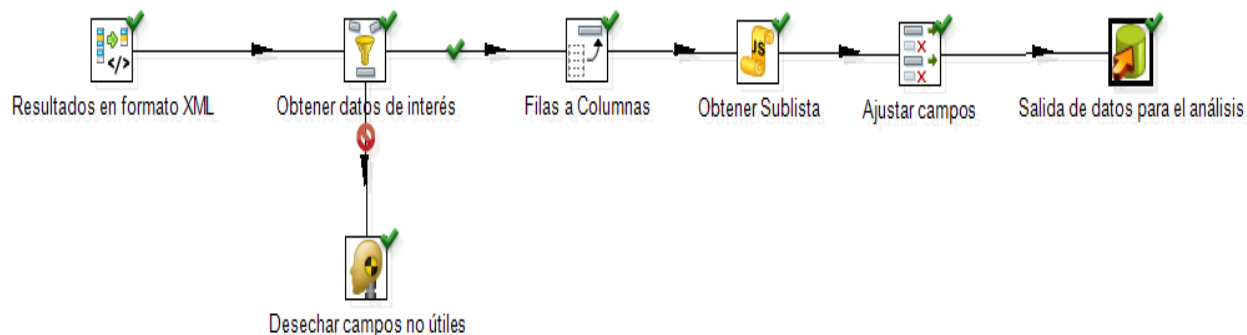 JS
Resultados en formato XML
Obtener datos de interés
Filas a Columnas
Obtener Sublista
Ajustar campos
Salida de datos para el análisis
Desechar campos no útiles